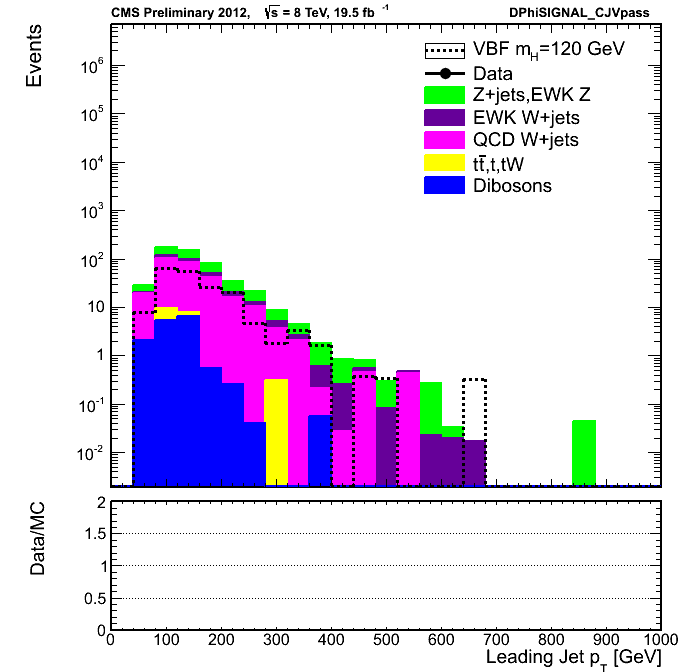 CMS Preliminary 2012, √s = 8 TeV, 19.5 fb⁻¹ DPhiSIGNAL_CJVpass
Events
VBF m_H=120 GeV
Data
Z+jets,EWK Z
EWK W+jets
QCD W+jets
tt̄,t,tW
Dibosons
10⁶
10⁵
10⁴
10³
10²
10
1
10⁻¹
10⁻²
Data/MC
2
1.5
1
0.5
0
0 100 200 300 400 500 600 700 800 900 1000
Leading Jet p_T [GeV]